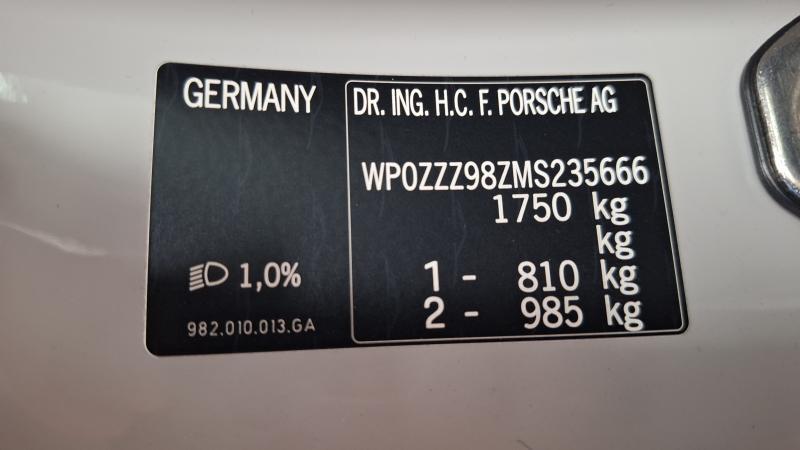 GERMANY
DR. ING. H.C. F. PORSCHE AG
WP0ZZZ98ZMS235666
1750 kg
kg
1 - 810 kg
2 - 985 kg
1,0%
982.010.013.GA